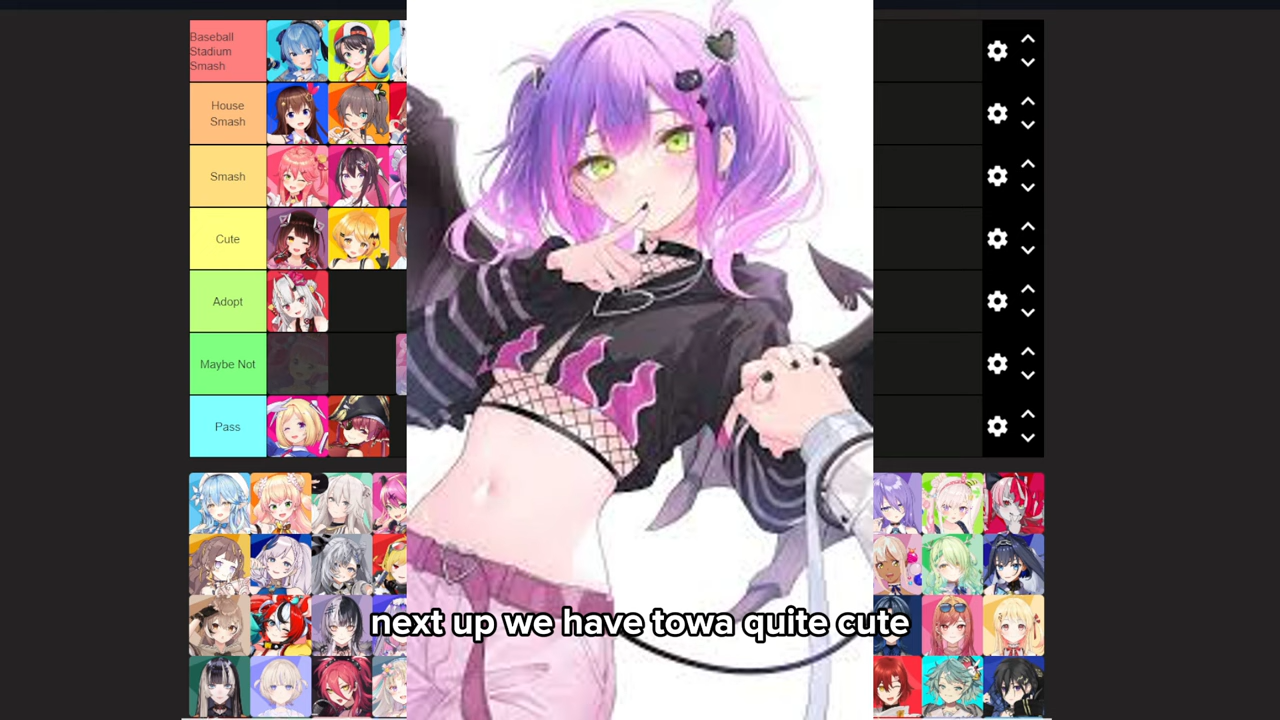 Baseball
Stadium
Smash
House
Smash
Smash
Cute
Adopt
Maybe Not
Pass
next up we have towa quite cute